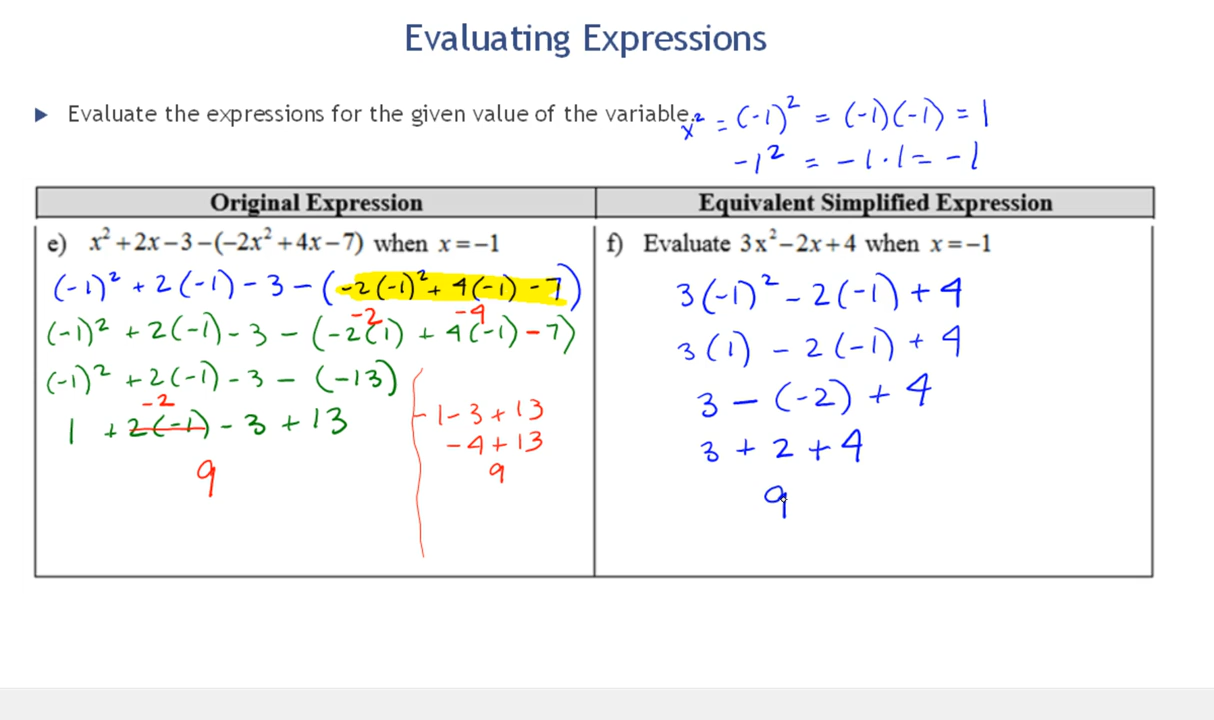 Evaluating Expressions
Evaluate the expressions for the given value of the variable.
x² = (-1)² = (-1)(-1) = 1
-1² = -1·1 = -1
Original Expression
e) x²+2x−3−(−2x²+4x−7) when x=−1
(-1)² + 2(-1) - 3 - (-2(-1)² + 4(-1) - 7)
-2 -4
(-1)² + 2(-1) - 3 - (-2(1) + 4(-1) - 7)
(-1)² + 2(-1) - 3 - (-13)
-2
1 + 2(-1) - 3 + 13
9
-1 - 3 + 13
-4 + 13
9
Equivalent Simplified Expression
f) Evaluate 3x²−2x+4 when x=−1
3(-1)² - 2(-1) + 4
3(1) - 2(-1) + 4
3 - (-2) + 4
3 + 2 + 4
9